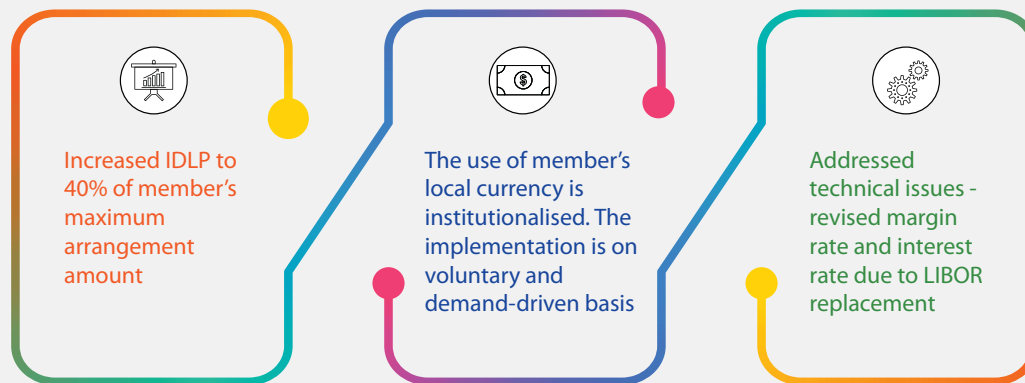 Increased IDLP to
40% of member's
maximum
arrangement
amount
The use of member's
local currency is
institutionalised. The
implementation is on
voluntary and
demand-driven basis
Addressed
technical issues -
revised margin
rate and interest
rate due to LIBOR
replacement